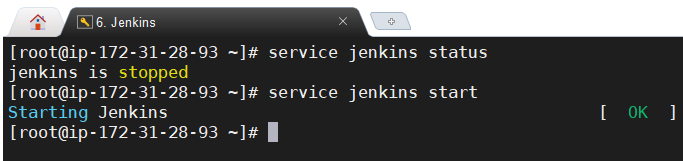 6. Jenkins
[root@ip-172-31-28-93 ~]# service jenkins status
jenkins is stopped
[root@ip-172-31-28-93 ~]# service jenkins start
Starting Jenkins [ OK ]
[root@ip-172-31-28-93 ~]#